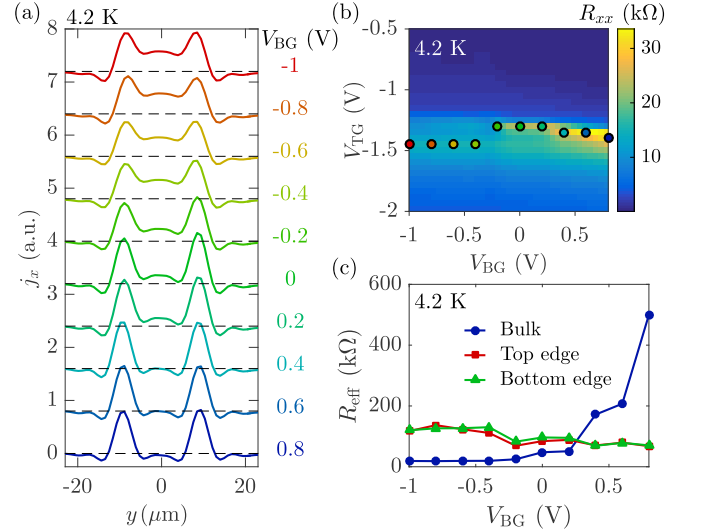 (a)
4.2 K
V_BG (V)
-1
-0.8
-0.6
-0.4
-0.2
0
0.2
0.4
0.6
0.8
8
7
6
5
4
3
2
1
0
j_x (a.u.)
-20
0
20
y (μm)
(b)
4.2 K
R_xx (kΩ)
-0.5
-1
-1.5
-2
V_TG (V)
-1
-0.5
0
0.5
V_BG (V)
30
20
10
(c)
4.2 K
Bulk
Top edge
Bottom edge
600
400
200
0
R_eff (kΩ)
-1
-0.5
0
0.5
V_BG (V)